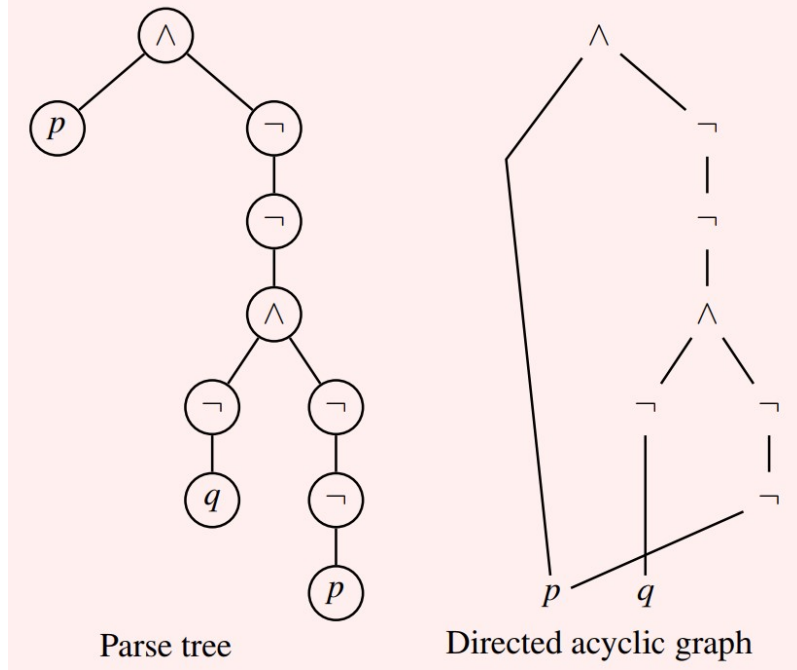 ∧ ∧
p ¬ ¬
¬ ¬
∧ ∧
¬ ¬ ¬ ¬
q ¬ ¬
p p q
Parse tree Directed acyclic graph